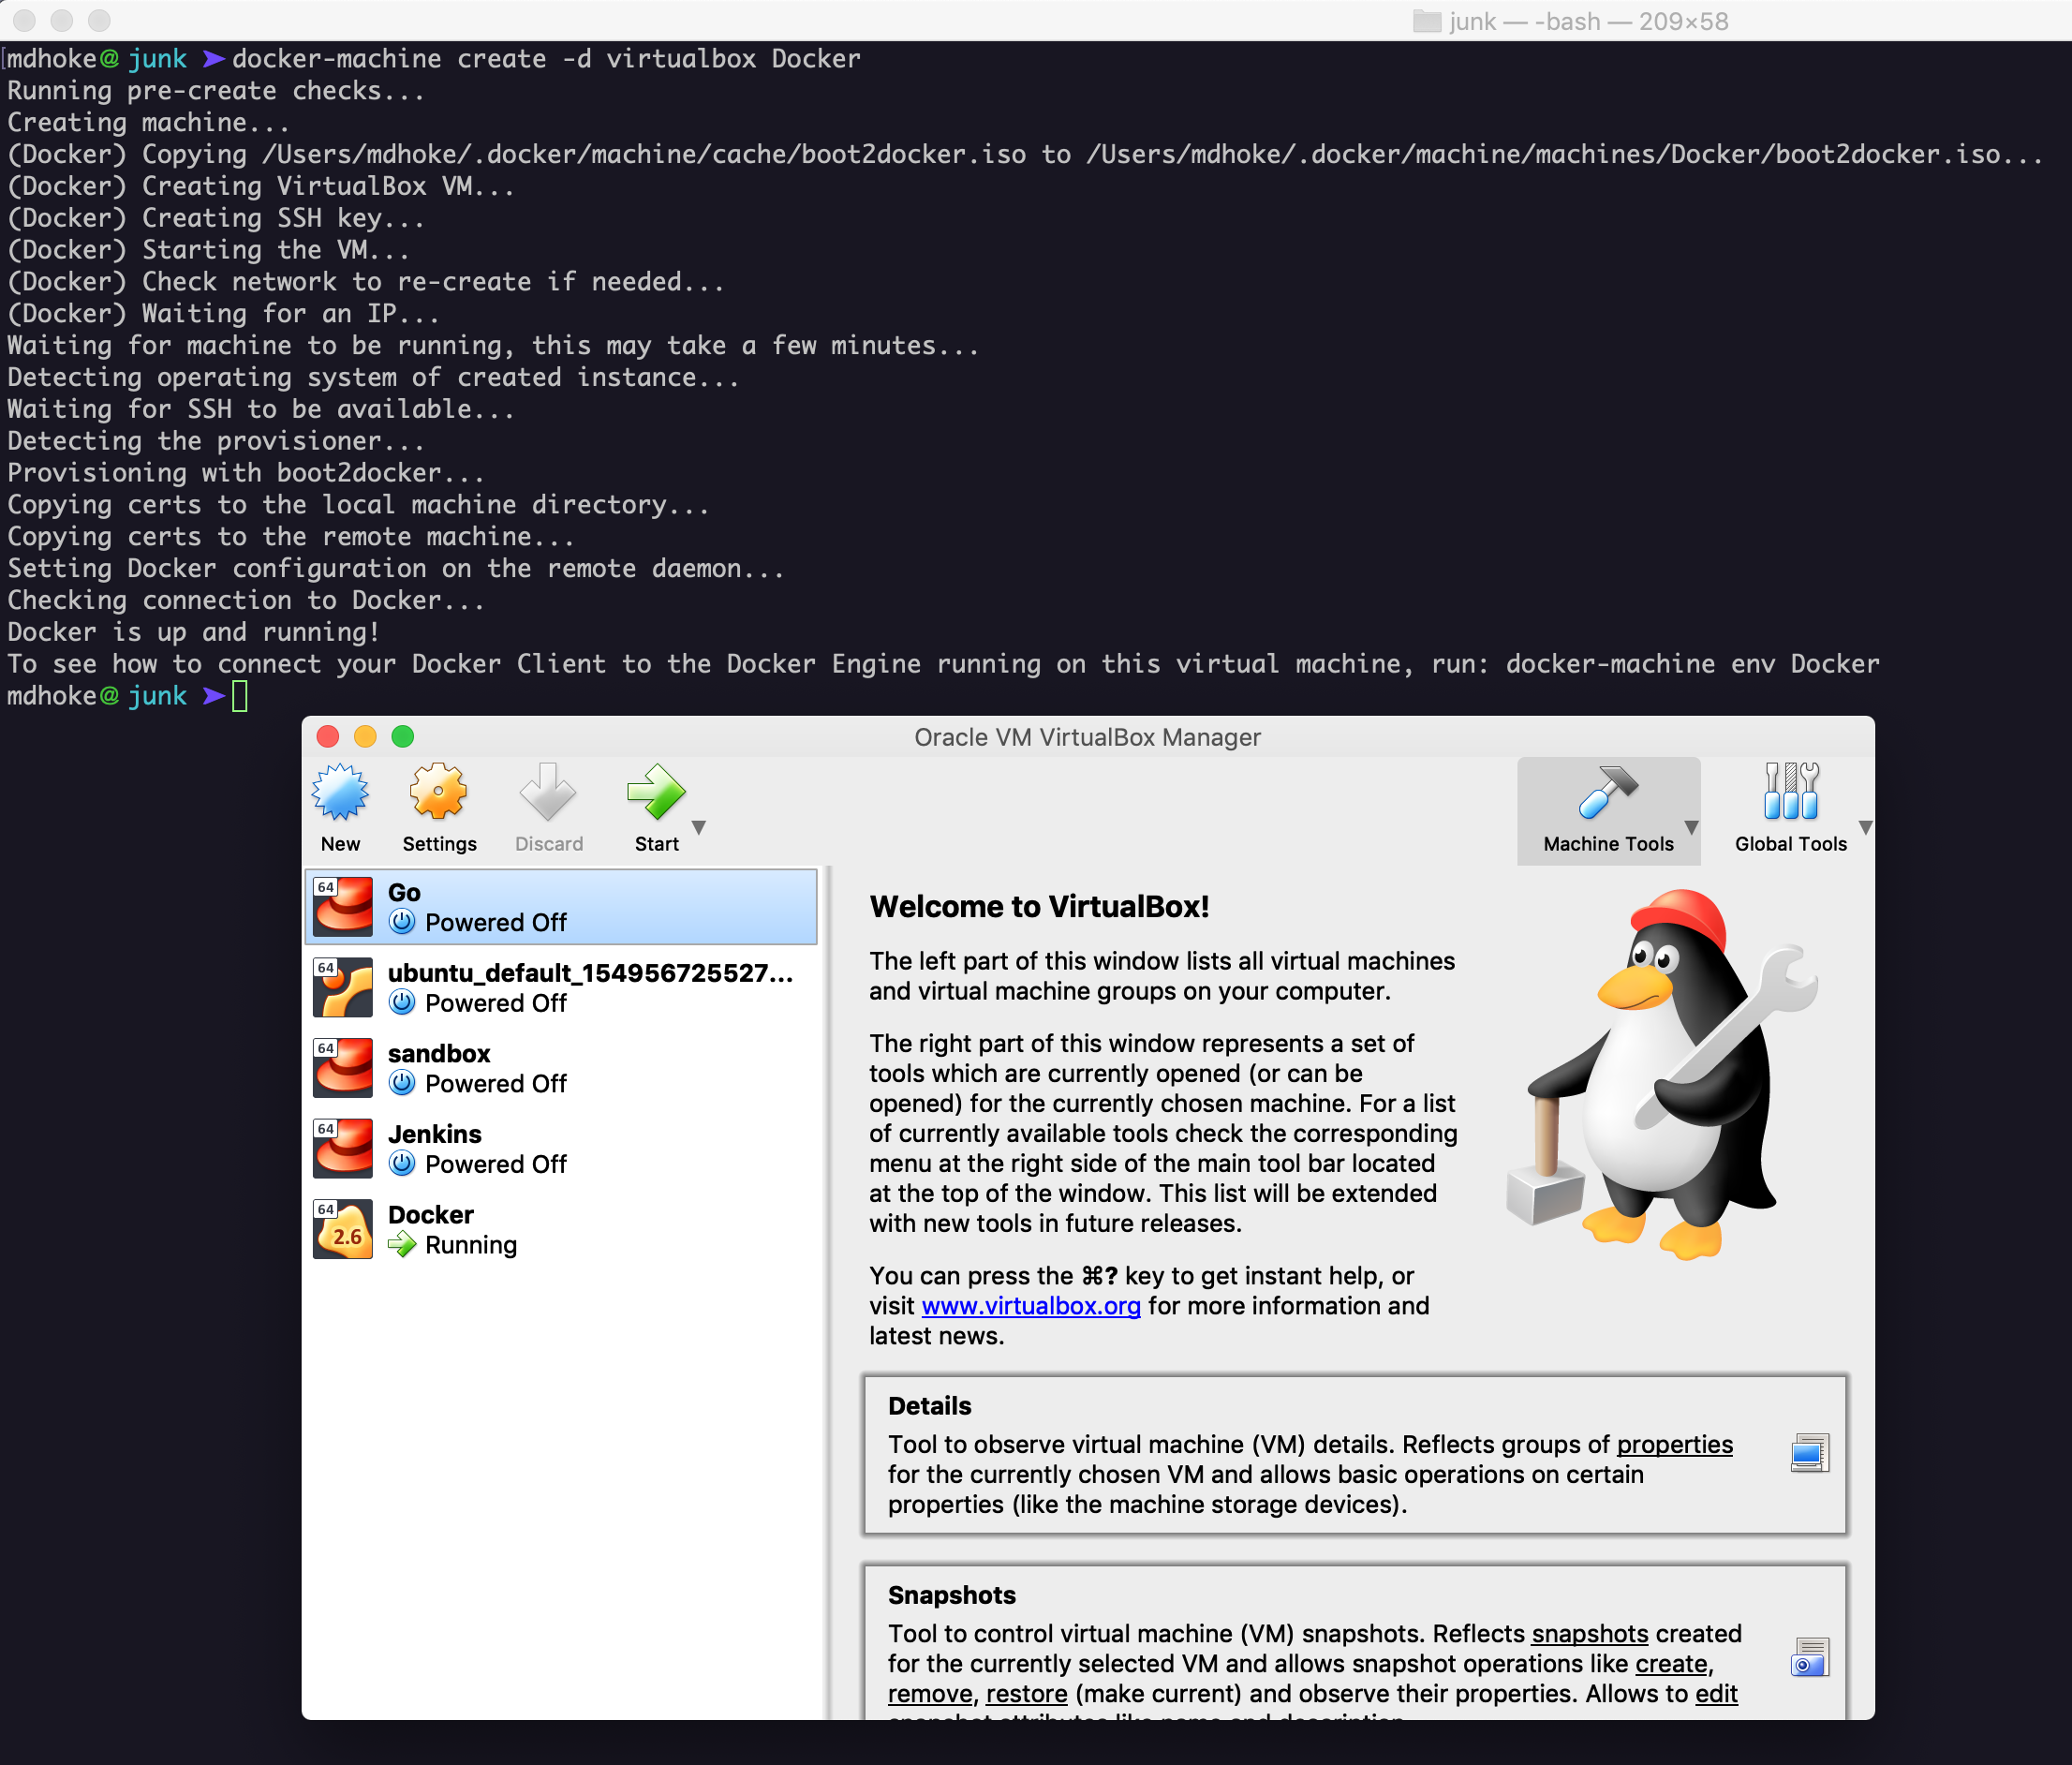 junk — -bash — 209×58
mdhoke@ junk ➤ docker-machine create -d virtualbox Docker
Running pre-create checks...
Creating machine...
(Docker) Copying /Users/mdhoke/.docker/machine/cache/boot2docker.iso to /Users/mdhoke/.docker/machine/machines/Docker/boot2docker.iso...
(Docker) Creating VirtualBox VM...
(Docker) Creating SSH key...
(Docker) Starting the VM...
(Docker) Check network to re-create if needed...
(Docker) Waiting for an IP...
Waiting for machine to be running, this may take a few minutes...
Detecting operating system of created instance...
Waiting for SSH to be available...
Detecting the provisioner...
Provisioning with boot2docker...
Copying certs to the local machine directory...
Copying certs to the remote machine...
Setting Docker configuration on the remote daemon...
Checking connection to Docker...
Docker is up and running!
To see how to connect your Docker Client to the Docker Engine running on this virtual machine, run: docker-machine env Docker
mdhoke@ junk ➤
Oracle VM VirtualBox Manager
New Settings Discard Start Machine Tools Global Tools
64 Go
Powered Off
64 ubuntu_default_154956725527...
Powered Off
64 sandbox
Powered Off
64 Jenkins
Powered Off
64 Docker
2.6 Running
Welcome to VirtualBox!
The left part of this window lists all virtual machines
and virtual machine groups on your computer.
The right part of this window represents a set of
tools which are currently opened (or can be
opened) for the currently chosen machine. For a list
of currently available tools check the corresponding
menu at the right side of the main tool bar located
at the top of the window. This list will be extended
with new tools in future releases.
You can press the ⌘? key to get instant help, or
visit www.virtualbox.org for more information and
latest news.
Details
Tool to observe virtual machine (VM) details. Reflects groups of properties
for the currently chosen VM and allows basic operations on certain
properties (like the machine storage devices).
Snapshots
Tool to control virtual machine (VM) snapshots. Reflects snapshots created
for the currently selected VM and allows snapshot operations like create,
remove, restore (make current) and observe their properties. Allows to edit
snapshot attributes like name and description.